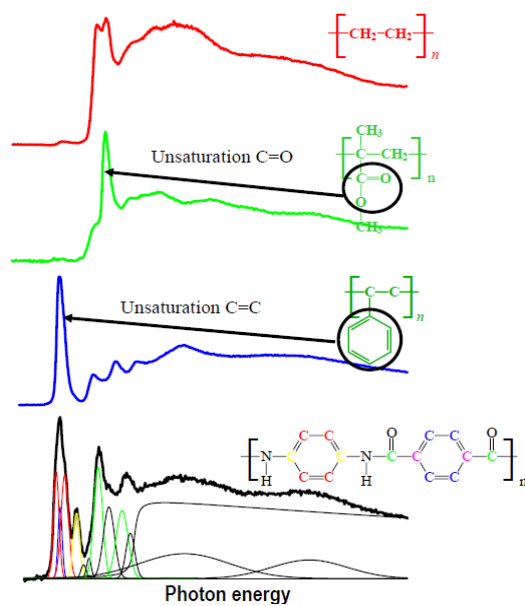 CH₂-CH₂
n
CH₃
C CH₂
n
C=O
O
CH₃
Unsaturation C=O
C C
n
Unsaturation C=C
O O
C C C C
N C C N C C C C
C C C C
H H
n
Photon energy